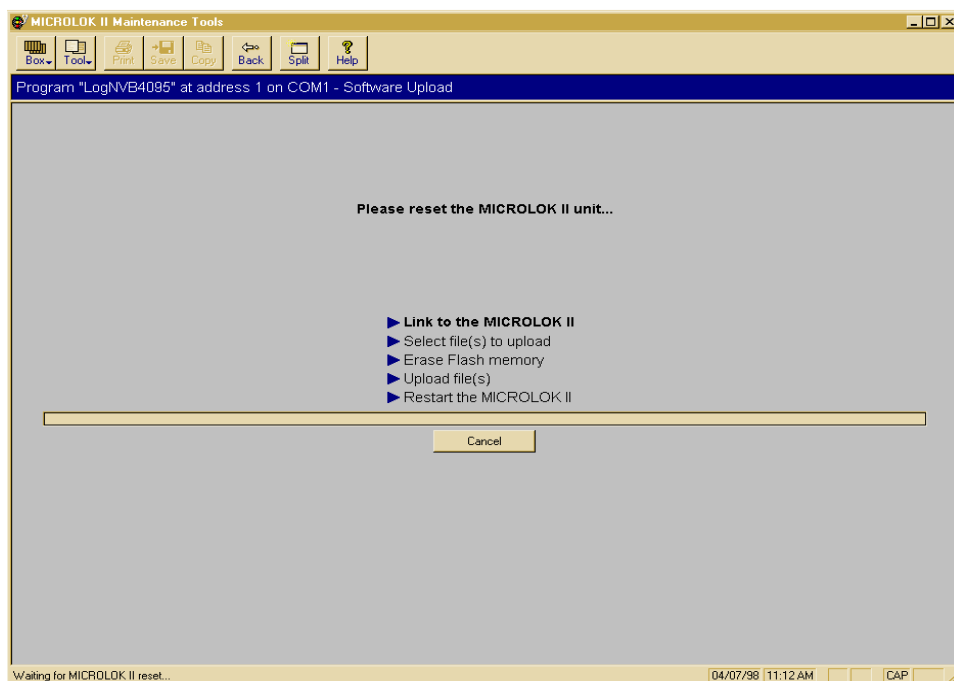 MICROLOK II Maintenance Tools
Box Tool Print Save Copy Back Split Help
Program "LogNVB4095" at address 1 on COM1 - Software Upload
Please reset the MICROLOK II unit...
Link to the MICROLOK II
Select file(s) to upload
Erase Flash memory
Upload file(s)
Restart the MICROLOK II
Cancel
Waiting for MICROLOK II reset... 04/07/98 11:12 AM CAP